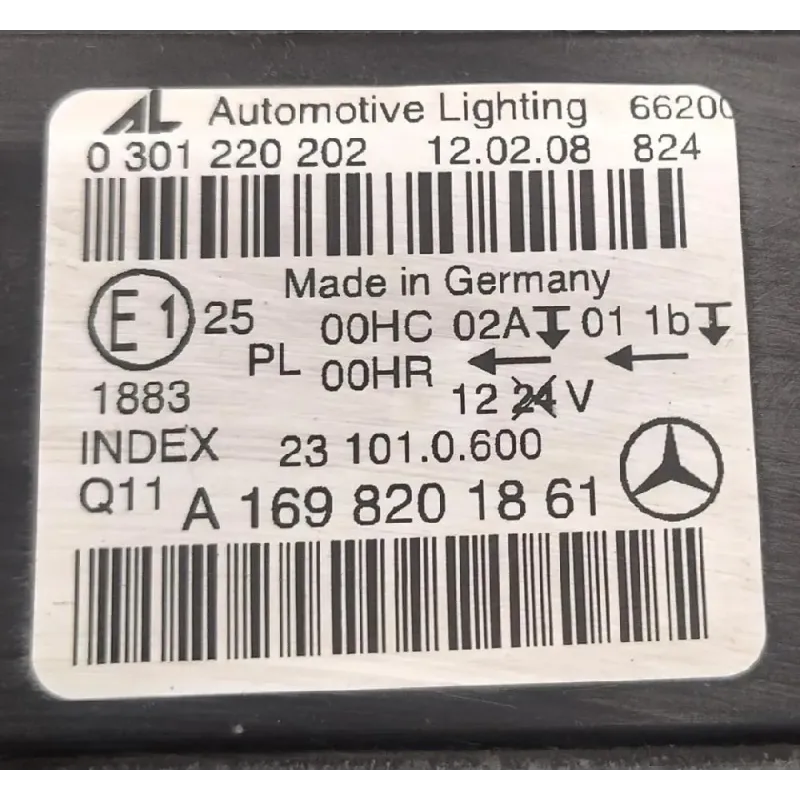 AL Automotive Lighting 66200
0 301 220 202 12.02.08 824
Made in Germany
E1 25 00HC 02A 01 1b
PL 00HR ← ←
1883 12 24 V
INDEX 23 101.0.600
Q11 A 169 820 18 61